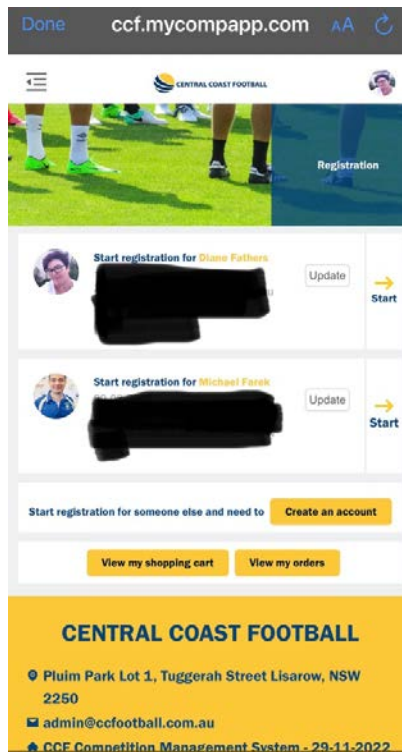 Done ccf.mycompapp.com AA
CENTRAL COAST FOOTBALL
Registration
Start registration for Diane Fathers
Update
Start
Start registration for Michael Farek
Update
Start
Start registration for someone else and need to Create an account
View my shopping cart View my orders
CENTRAL COAST FOOTBALL
Pluim Park Lot 1, Tuggerah Street Lisarow, NSW
2250
admin@ccfootball.com.au
CCF Competition Management System - 29-11-2022